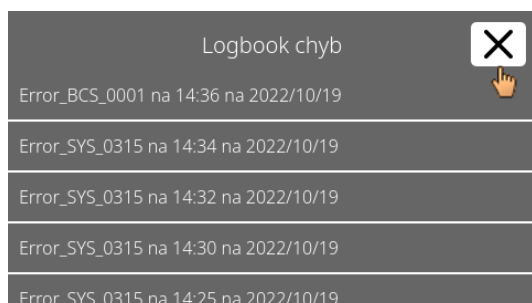 Logbook chyb
Error_BCS_0001 na 14:36 na 2022/10/19
Error_SYS_0315 na 14:34 na 2022/10/19
Error_SYS_0315 na 14:32 na 2022/10/19
Error_SYS_0315 na 14:30 na 2022/10/19
Error_SYS_0315 na 14:25 na 2022/10/19